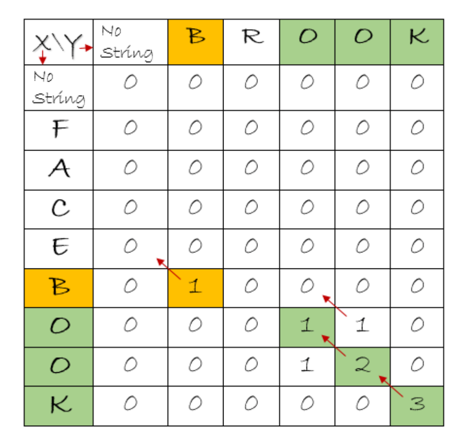 X\Y No String B R O O K
No String 0 0 0 0 0 0
F 0 0 0 0 0 0
A 0 0 0 0 0 0
C 0 0 0 0 0 0
E 0 0 0 0 0 0
B 0 1 0 0 0 0
O 0 0 0 1 1 0
O 0 0 0 1 2 0
K 0 0 0 0 0 3